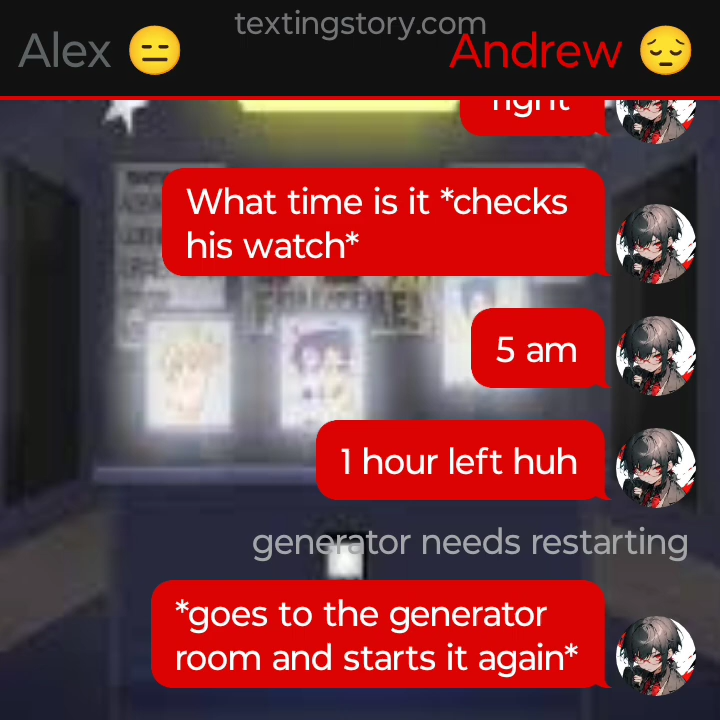 textingstory.com
Alex 😑
Andrew 😔
right
What time is it *checks
his watch*
5 am
1 hour left huh
generator needs restarting
*goes to the generator
room and starts it again*